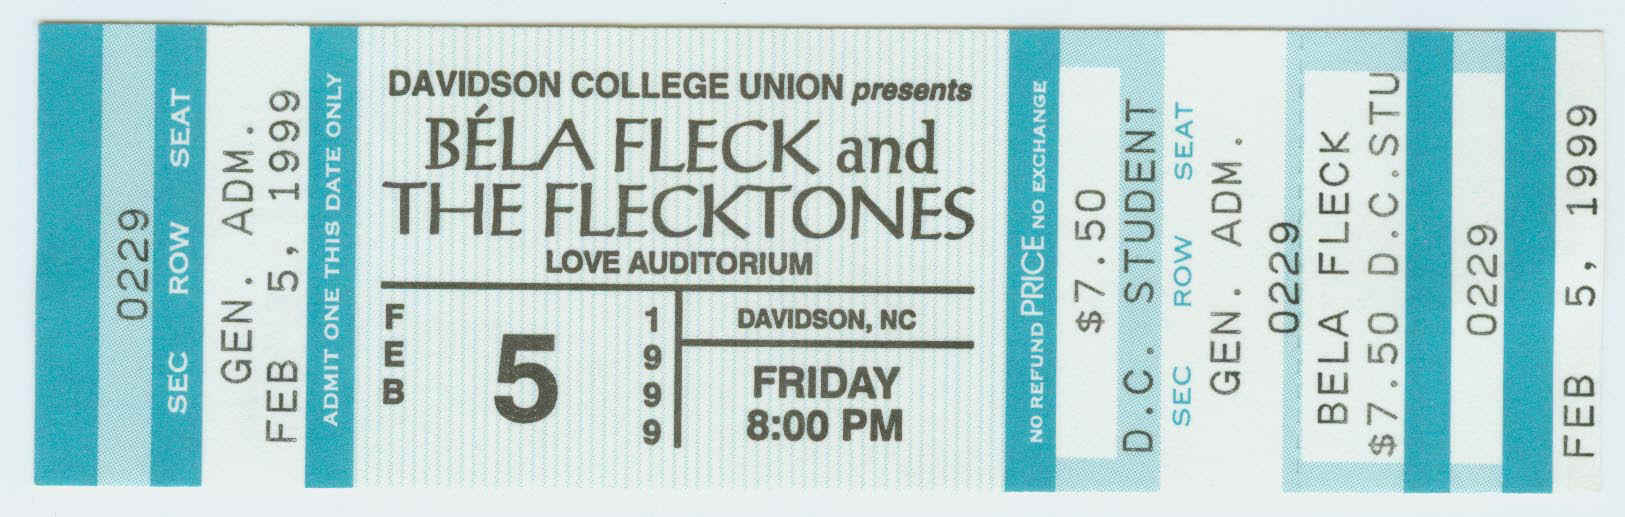 0229
SEC ROW SEAT
GEN. ADM.
FEB 5, 1999
ADMIT ONE THIS DATE ONLY
DAVIDSON COLLEGE UNION presents
BÉLA FLECK and
THE FLECKTONES
LOVE AUDITORIUM
FEB
5
1999
DAVIDSON, NC
FRIDAY
8:00 PM
NO REFUND PRICE NO EXCHANGE
$7.50
D.C. STUDENT
SEC ROW SEAT
GEN. ADM.
0229
BELA FLECK
$7.50 D.C.STU
0229
FEB 5, 1999